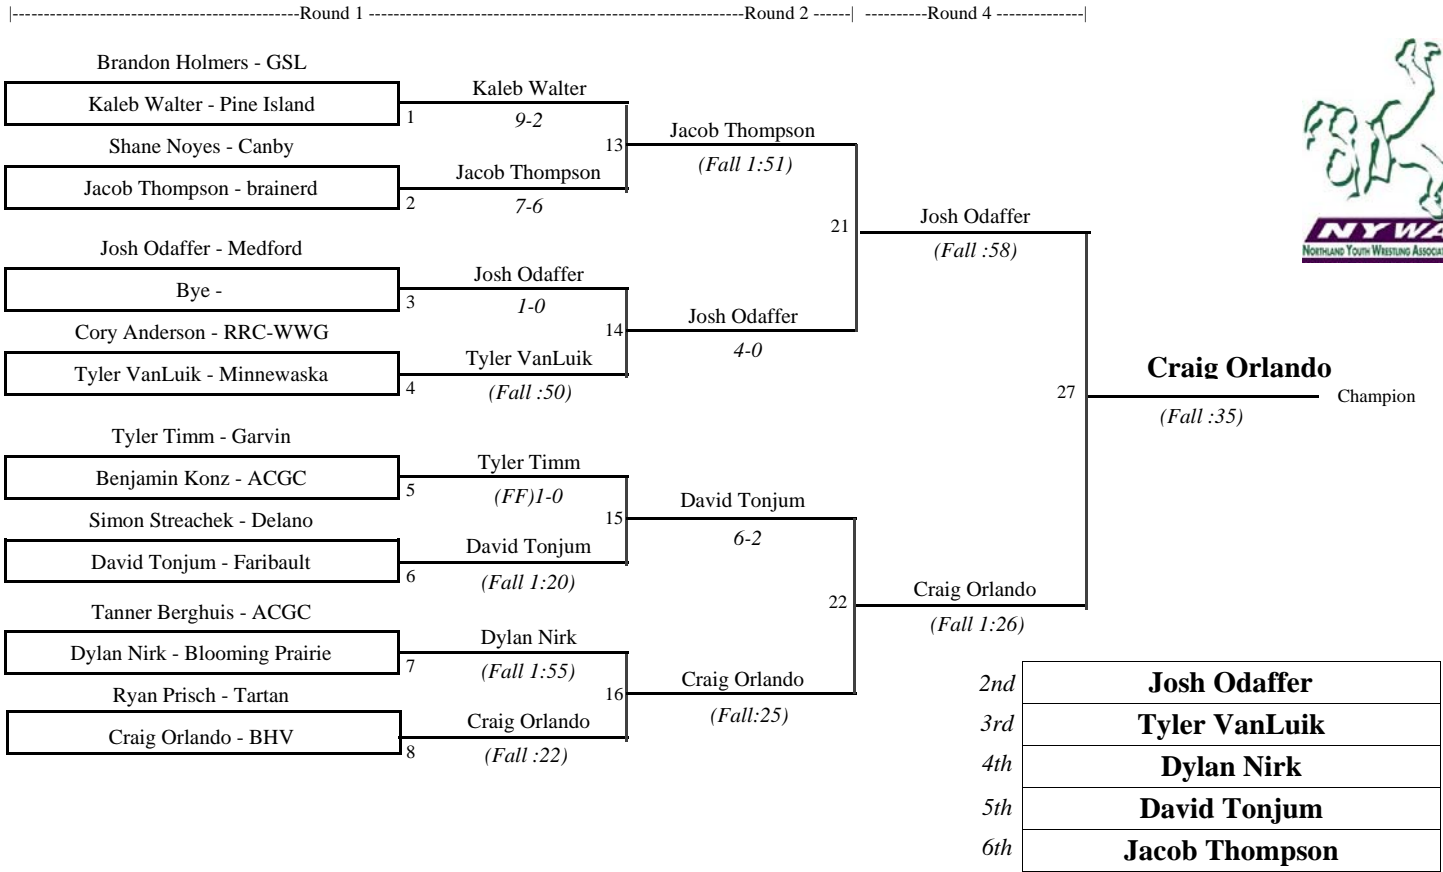 |----------------------------------------------Round 1 -------------------------------------------------------------Round 2 ------| ----------Round 4 --------------|
Brandon Holmers - GSL
Kaleb Walter - Pine Island
1
Kaleb Walter
9-2
Shane Noyes - Canby
Jacob Thompson - brainerd
2
Jacob Thompson
7-6
13
Jacob Thompson
(Fall 1:51)
Josh Odaffer - Medford
Bye -
3
Josh Odaffer
1-0
Cory Anderson - RRC-WWG
Tyler VanLuik - Minnewaska
4
Tyler VanLuik
(Fall :50)
14
Josh Odaffer
4-0
21
Josh Odaffer
(Fall :58)
Tyler Timm - Garvin
Benjamin Konz - ACGC
5
Tyler Timm
(FF)1-0
Simon Streachek - Delano
David Tonjum - Faribault
6
David Tonjum
(Fall 1:20)
15
David Tonjum
6-2
Tanner Berghuis - ACGC
Dylan Nirk - Blooming Prairie
7
Dylan Nirk
(Fall 1:55)
Ryan Prisch - Tartan
Craig Orlando - BHV
8
Craig Orlando
(Fall :22)
16
Craig Orlando
(Fall:25)
22
Craig Orlando
(Fall 1:26)
27
Craig Orlando
Champion
(Fall :35)
NYWA
NORTHLAND YOUTH WRESTLING ASSOCIAT
2nd Josh Odaffer
3rd Tyler VanLuik
4th Dylan Nirk
5th David Tonjum
6th Jacob Thompson